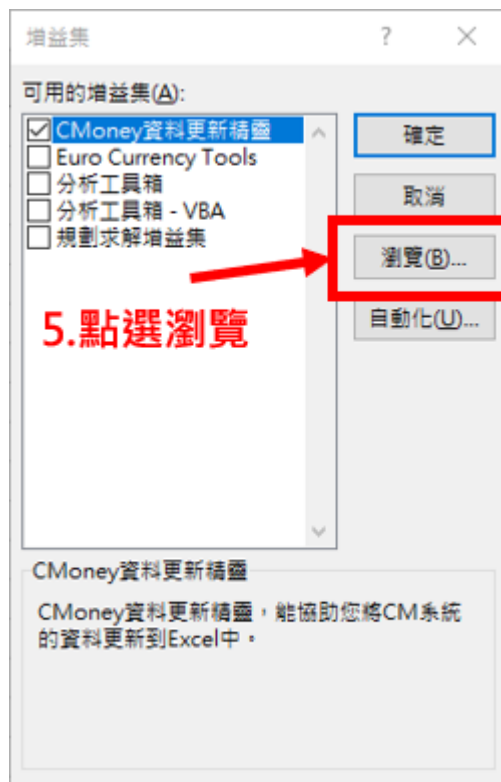 增益集
可用的增益集(A):
CMoney資料更新精靈
Euro Currency Tools
分析工具箱
分析工具箱 - VBA
規劃求解增益集
確定
取消
瀏覽(B)...
自動化(U)...
5.點選瀏覽
CMoney資料更新精靈
CMoney資料更新精靈，能協助您將CM系統
的資料更新到Excel中。